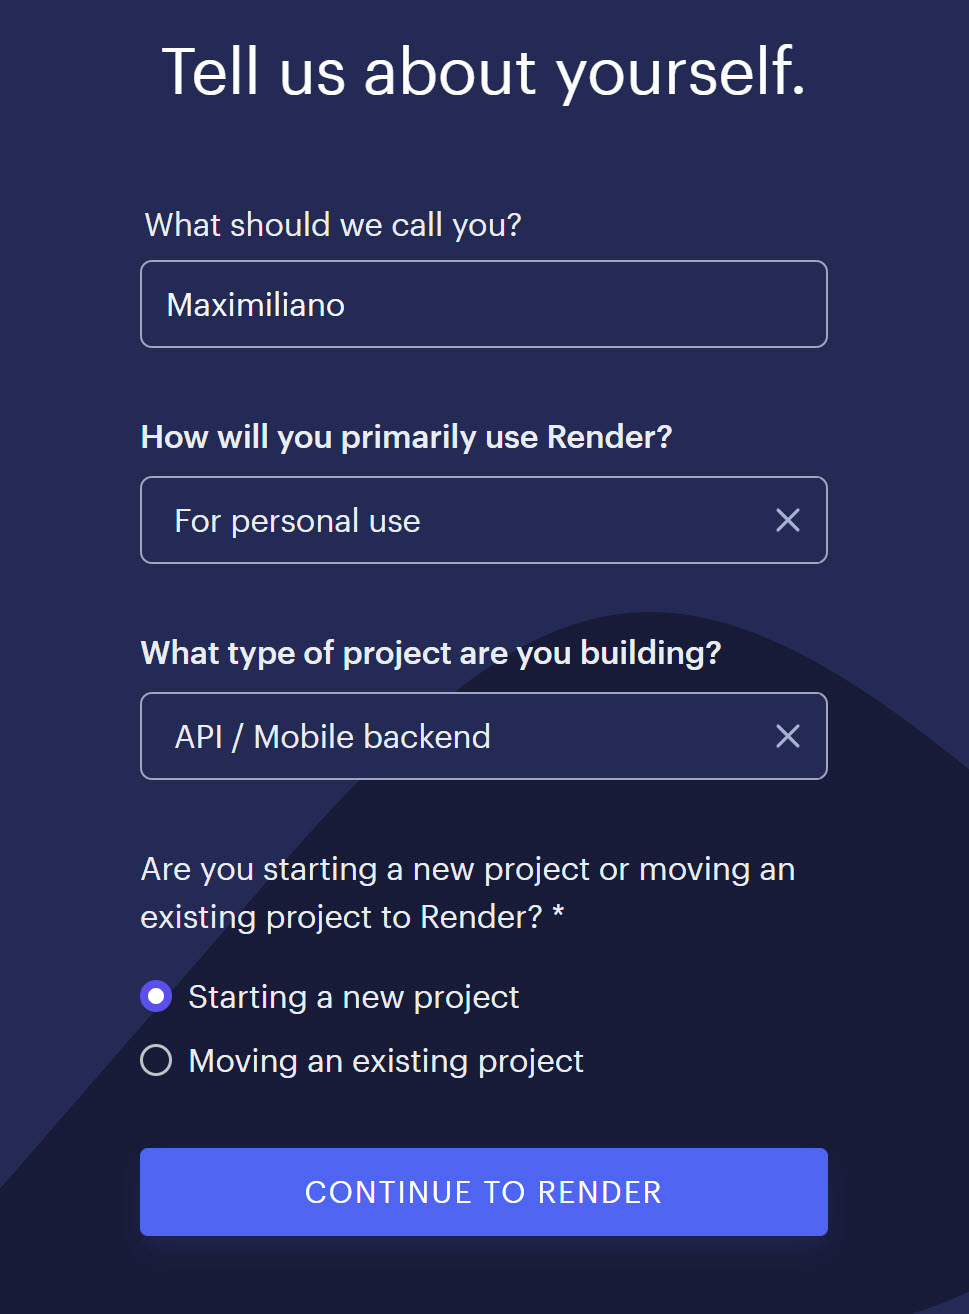 Tell us about yourself.
What should we call you?
Maximiliano
How will you primarily use Render?
For personal use
What type of project are you building?
API / Mobile backend
Are you starting a new project or moving an
existing project to Render? *
Starting a new project
Moving an existing project
CONTINUE TO RENDER